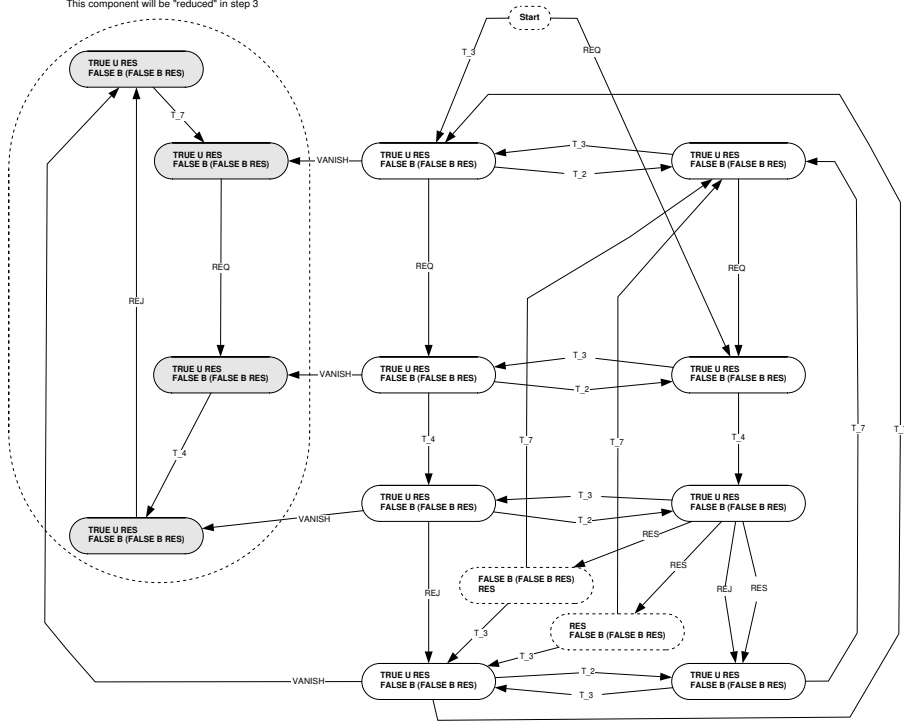 This component will be "reduced" in step 3
Start
T_3
REQ
TRUE U RES
FALSE B (FALSE B RES)
T_7
TRUE U RES
FALSE B (FALSE B RES)
VANISH
TRUE U RES
FALSE B (FALSE B RES)
T_3
T_2
TRUE U RES
FALSE B (FALSE B RES)
REQ
REQ
REQ
REJ
TRUE U RES
FALSE B (FALSE B RES)
VANISH
TRUE U RES
FALSE B (FALSE B RES)
T_3
T_2
TRUE U RES
FALSE B (FALSE B RES)
T_4
T_4
T_7
T_7
T_4
T_7
T_
TRUE U RES
FALSE B (FALSE B RES)
VANISH
TRUE U RES
FALSE B (FALSE B RES)
T_3
T_2
TRUE U RES
FALSE B (FALSE B RES)
RES
RES
REJ
RES
REJ
FALSE B (FALSE B RES)
RES
T_3
RES
FALSE B (FALSE B RES)
T_3
VANISH
TRUE U RES
FALSE B (FALSE B RES)
T_2
T_3
TRUE U RES
FALSE B (FALSE B RES)